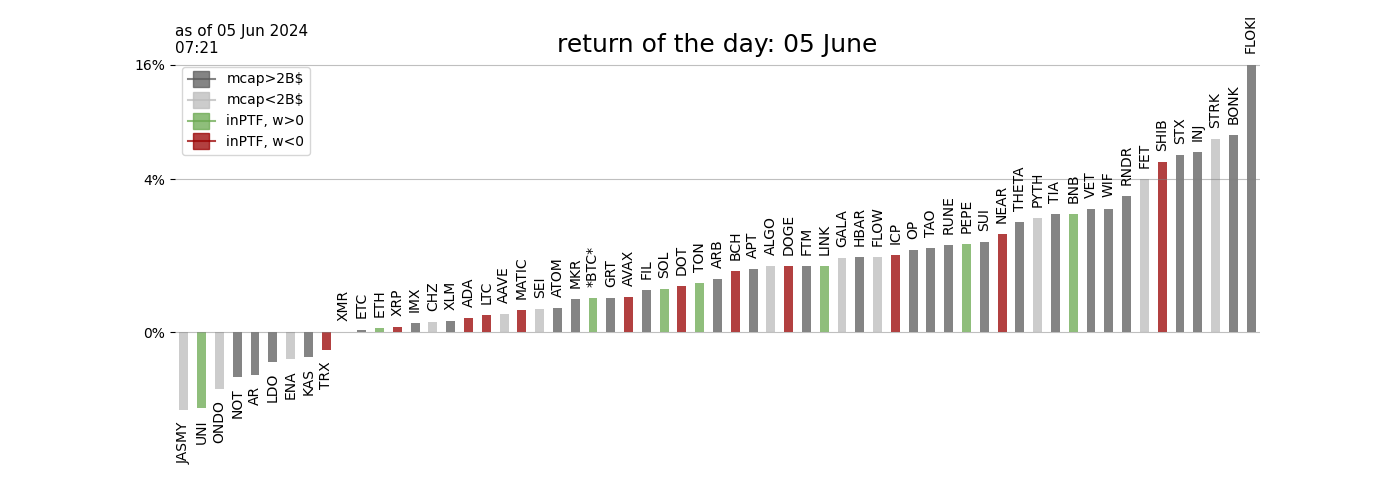 as of 05 Jun 2024
07:21
return of the day: 05 June
16%
4%
0%
mcap>2B$
mcap<2B$
inPTF, w>0
inPTF, w<0
JASMY
UNI
ONDO
NOT
AR
LDO
ENA
KAS
TRX
XMR
ETC
ETH
XRP
IMX
CHZ
XLM
ADA
LTC
AAVE
MATIC
SEI
ATOM
MKR
*BTC*
GRT
AVAX
FIL
SOL
DOT
TON
ARB
BCH
APT
ALGO
DOGE
FTM
LINK
GALA
HBAR
FLOW
ICP
OP
TAO
RUNE
PEPE
SUI
NEAR
THETA
PYTH
TIA
BNB
VET
WIF
RNDR
FET
SHIB
STX
INJ
STRK
BONK
FLOKI